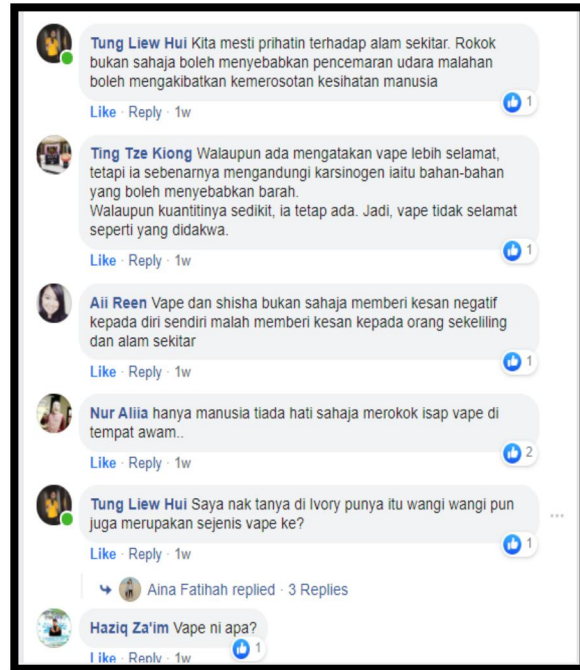 Tung Liew Hui Kita mesti prihatin terhadap alam sekitar. Rokok
bukan sahaja boleh menyebabkan pencemaran udara malahan
boleh mengakibatkan kemerosotan kesihatan manusia
1
Like · Reply · 1w
Ting Tze Kiong Walaupun ada mengatakan vape lebih selamat,
tetapi ia sebenarnya mengandungi karsinogen iaitu bahan-bahan
yang boleh menyebabkan barah.
Walaupun kuantitinya sedikit, ia tetap ada. Jadi, vape tidak selamat
seperti yang didakwa.
1
Like · Reply · 1w
Aii Reen Vape dan shisha bukan sahaja memberi kesan negatif
kepada diri sendiri malah memberi kesan kepada orang sekeliling
dan alam sekitar
1
Like · Reply · 1w
Nur Aliia hanya manusia tiada hati sahaja merokok isap vape di
tempat awam..
2
Like · Reply · 1w
Tung Liew Hui Saya nak tanya di Ivory punya itu wangi wangi pun
juga merupakan sejenis vape ke?
1
Like · Reply · 1w
Aina Fatihah replied · 3 Replies
Haziq Za'im Vape ni apa?
1
Like · Reply · 1w